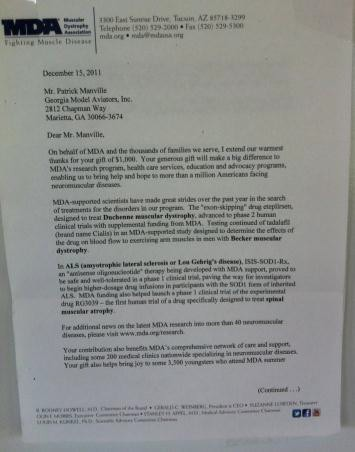 MDA
Muscular
Dystrophy
Association
Fighting Muscle Disease
3300 East Sunrise Drive, Tucson, AZ 85718-3299
Telephone (520) 529-2000 • Fax (520) 529-5300
mda.org • mda@mdausa.org
December 15, 2011
Mr. Patrick Manville
Georgia Model Aviators, Inc.
2812 Chapman Way
Marietta, GA 30066-3674
Dear Mr. Manville,
On behalf of MDA and the thousands of families we serve, I extend our warmest
thanks for your gift of $1,000. Your generous gift will make a big difference to
MDA's research program, health care services, education and advocacy programs,
enabling us to bring help and hope to more than a million Americans facing
neuromuscular diseases.
MDA-supported scientists have made great strides over the past year in the search
of treatments for the disorders in our program. The "exon-skipping" drug eteplirsen,
designed to treat Duchenne muscular dystrophy, advanced to phase 2 human
clinical trials with supplemental funding from MDA. Testing continued of tadalafil
(brand name Cialis) in an MDA-supported study designed to determine the effects of
the drug on blood flow to exercising arm muscles in men with Becker muscular
dystrophy.
In ALS (amyotrophic lateral sclerosis or Lou Gehrig's disease), ISIS-SOD1-Rx,
an "antisense oligonucleotide" therapy being developed with MDA support, proved to
be safe and well-tolerated in a phase 1 clinical trial, paving the way for investigators
to begin higher-dosage drug infusions in participants with the SOD1 form of inherited
ALS. MDA funding also helped launch a phase 1 clinical trial of the experimental
drug RG3039 – the first human trial of a drug specifically designed to treat spinal
muscular atrophy.
For additional news on the latest MDA research into more than 40 neuromuscular
diseases, please visit www.mda.org/research.
Your contribution also benefits MDA's comprehensive network of care and support,
including some 200 medical clinics nationwide specializing in neuromuscular diseases.
Your gift also helps bring joy to some 3,500 youngsters who attend MDA summer
(Continued ...)
R. RODNEY HOWELL, M.D., Chairman of the Board • GERALD C. WEINBERG, President & CEO • SUZANNE LOWDEN, Treasurer
OLIN F. MORRIS, Executive Committee Chairman • STANLEY H. APPEL, M.D., Medical Advisory Committee Chairman
LOUIS M. KUNKEL, Ph.D., Scientific Advisory Committee Chairman